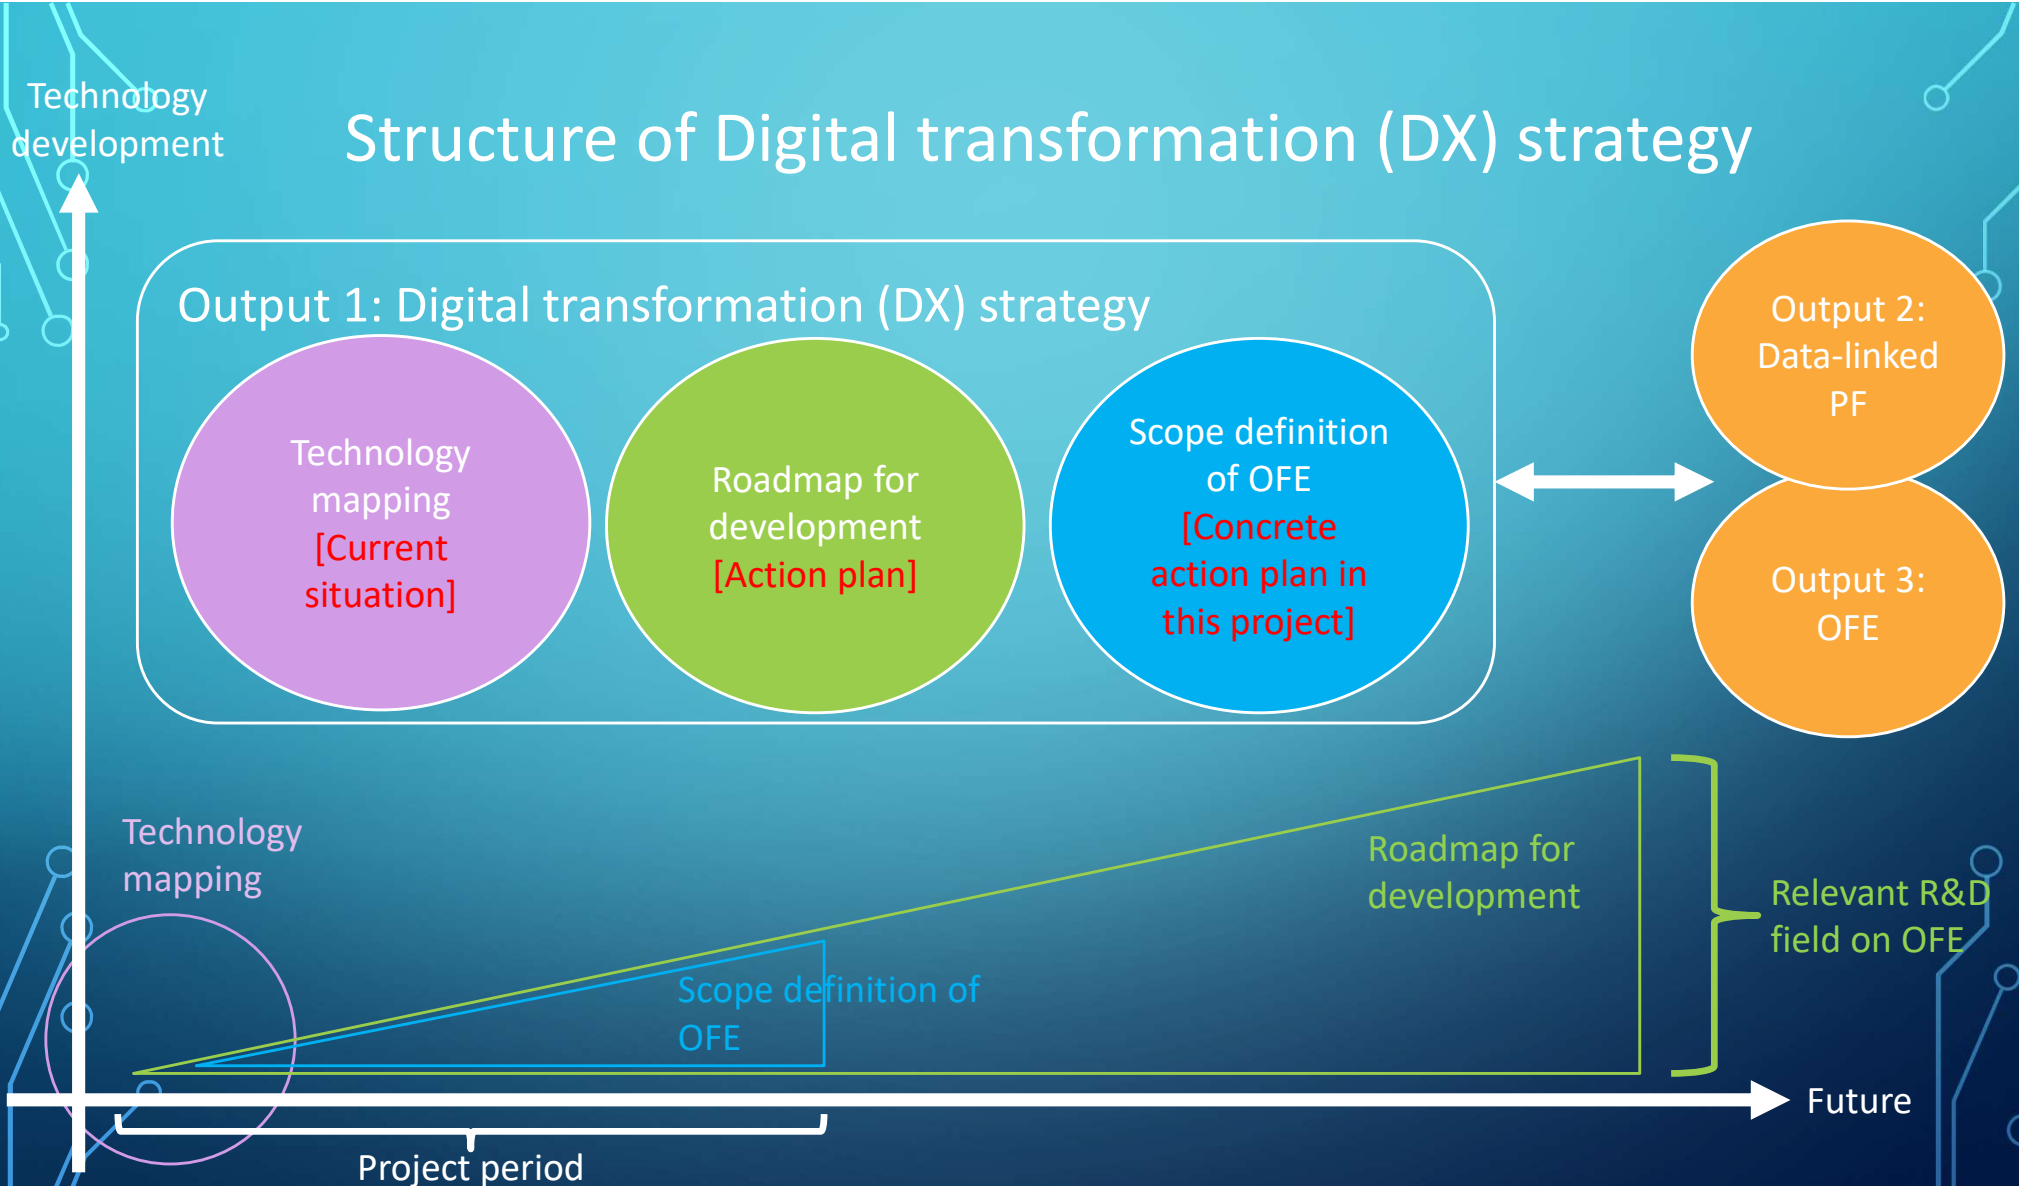 Technology
development
Structure of Digital transformation (DX) strategy
Output 1: Digital transformation (DX) strategy
Technology
mapping
[Current
situation]
Roadmap for
development
[Action plan]
Scope definition
of OFE
[Concrete
action plan in
this project]
Output 2:
Data-linked
PF
Output 3:
OFE
Technology
mapping
Roadmap for
development
Relevant R&D
field on OFE
Scope definition of
OFE
Future
Project period